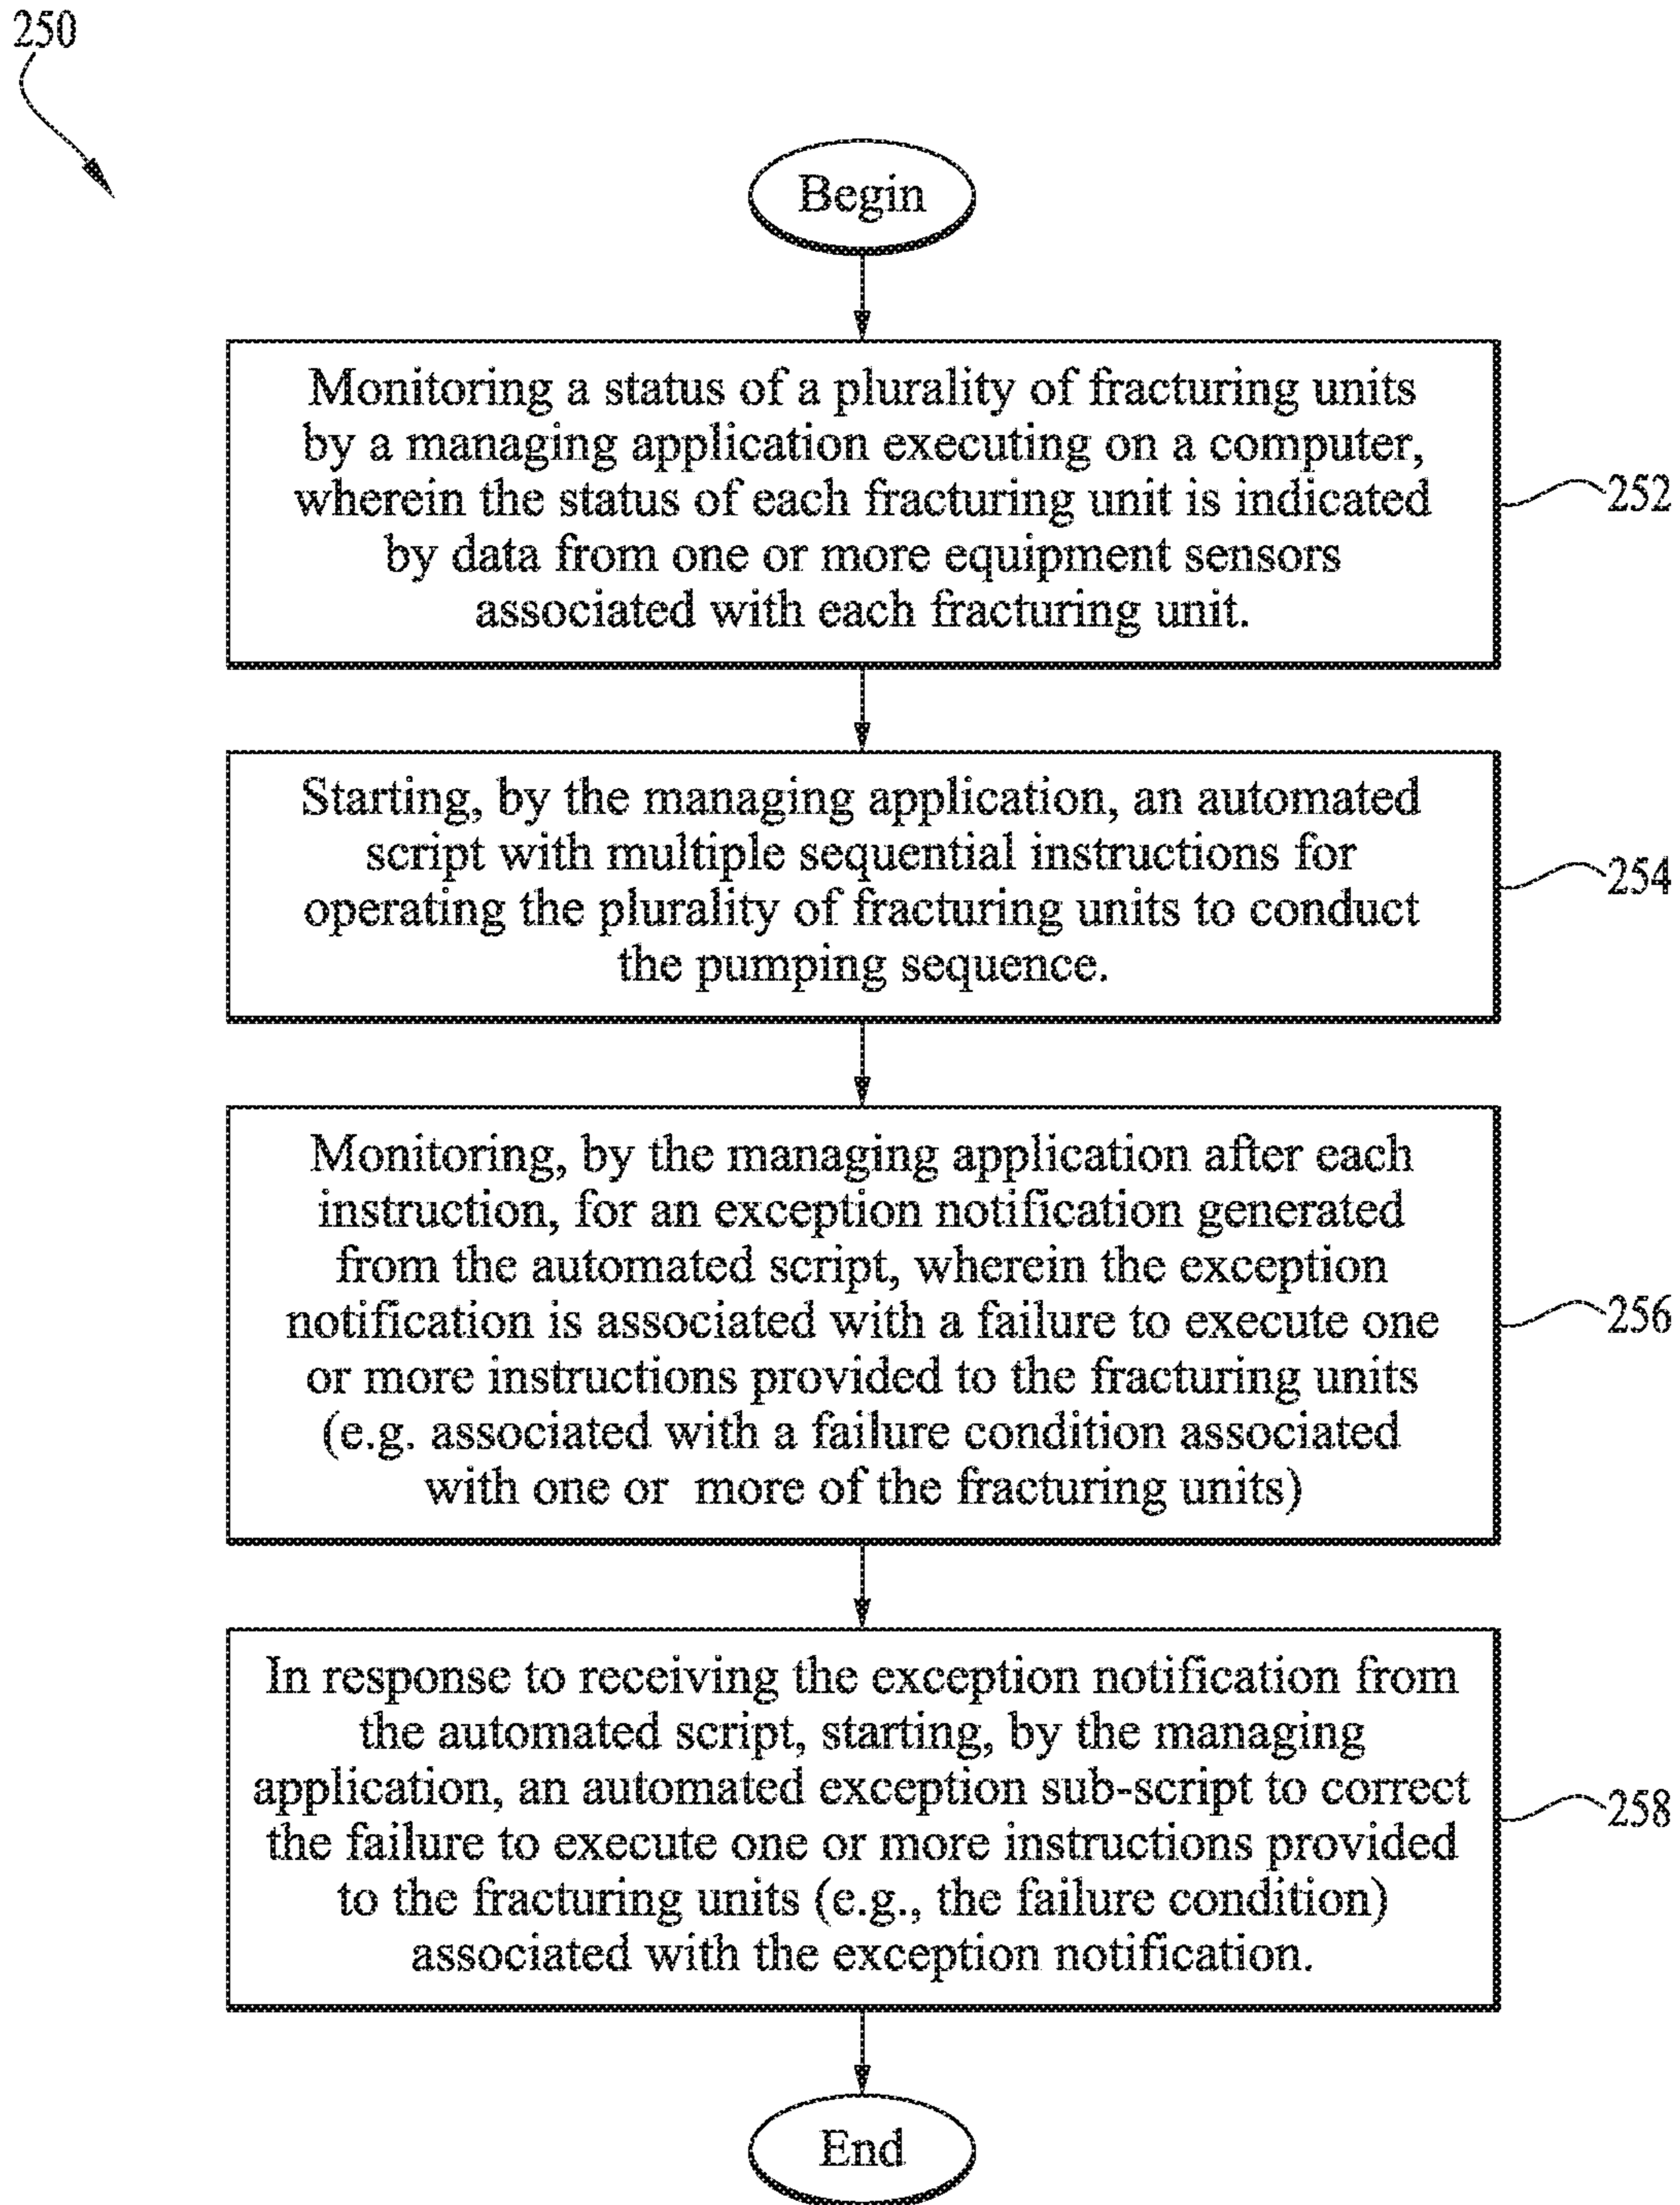 250
Begin
Monitoring a status of a plurality of fracturing units
by a managing application executing on a computer,
wherein the status of each fracturing unit is indicated
by data from one or more equipment sensors
associated with each fracturing unit.
252
Starting, by the managing application, an automated
script with multiple sequential instructions for
operating the plurality of fracturing units to conduct
the pumping sequence.
254
Monitoring, by the managing application after each
instruction, for an exception notification generated
from the automated script, wherein the exception
notification is associated with a failure to execute one
or more instructions provided to the fracturing units
(e.g. associated with a failure condition associated
with one or more of the fracturing units)
256
In response to receiving the exception notification from
the automated script, starting, by the managing
application, an automated exception sub-script to correct
the failure to execute one or more instructions provided
to the fracturing units (e.g., the failure condition)
associated with the exception notification.
258
End